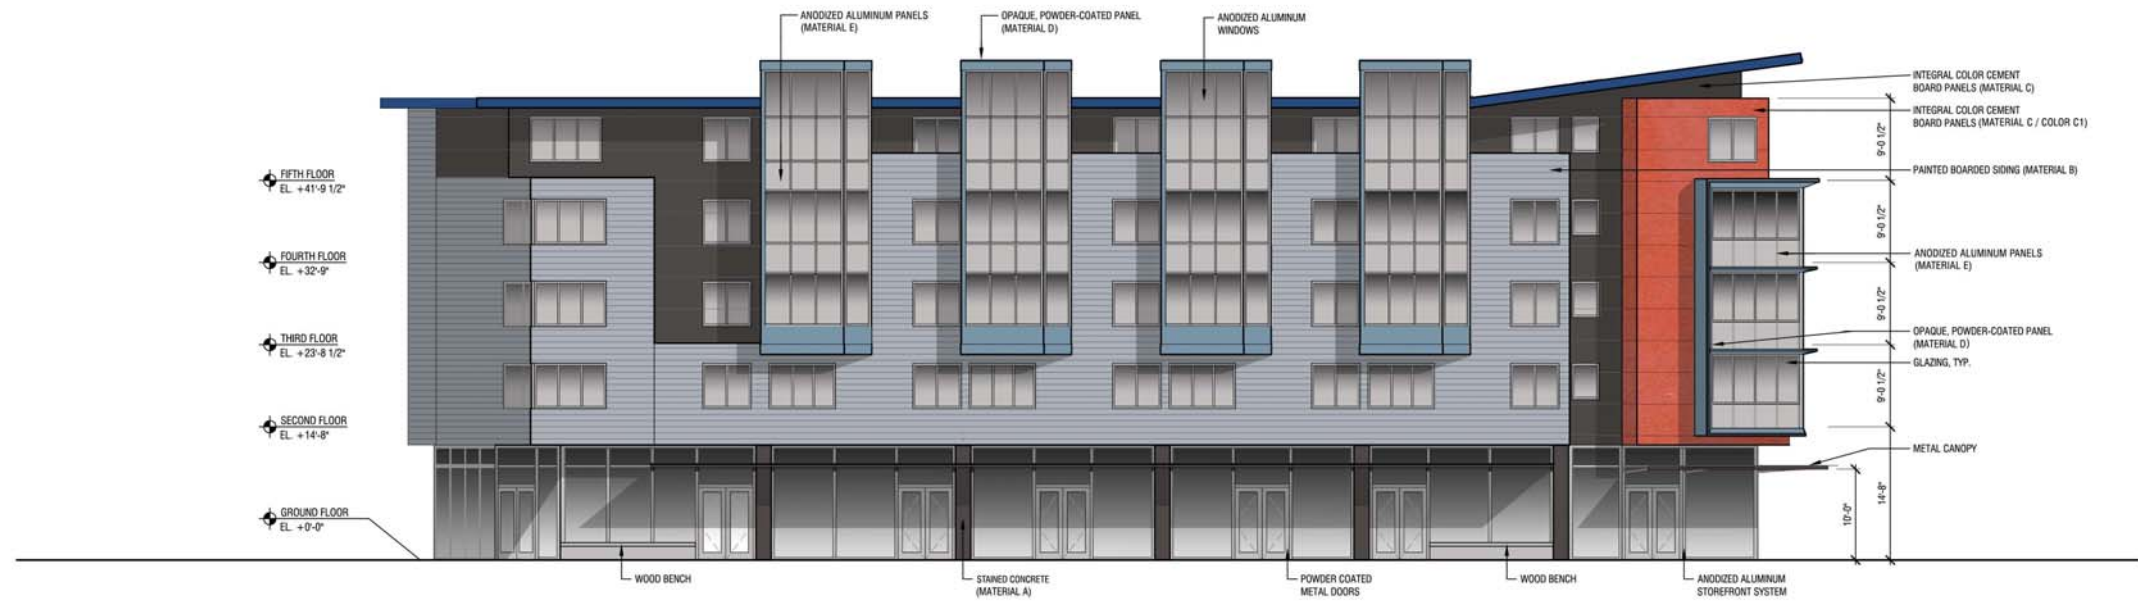 ANODIZED ALUMINUM PANELS
(MATERIAL E)
OPAQUE, POWDER-COATED PANEL
(MATERIAL D)
ANODIZED ALUMINUM
WINDOWS
INTEGRAL COLOR CEMENT
BOARD PANELS (MATERIAL C)
INTEGRAL COLOR CEMENT
BOARD PANELS (MATERIAL C / COLOR C1)
9'-0 1/2"
PAINTED BOARDED SIDING (MATERIAL B)
FIFTH FLOOR
EL. +41'-9 1/2"
9'-0 1/2"
FOURTH FLOOR
EL. +32'-9"
ANODIZED ALUMINUM PANELS
(MATERIAL E)
9'-0 1/2"
THIRD FLOOR
EL. +23'-8 1/2"
OPAQUE, POWDER-COATED PANEL
(MATERIAL D)
GLAZING, TYP.
9'-0 1/2"
SECOND FLOOR
EL. +14'-8"
METAL CANOPY
14'-8"
10'-0"
GROUND FLOOR
EL. +0'-0"
WOOD BENCH
STAINED CONCRETE
(MATERIAL A)
POWDER COATED
METAL DOORS
WOOD BENCH
ANODIZED ALUMINUM
STOREFRONT SYSTEM